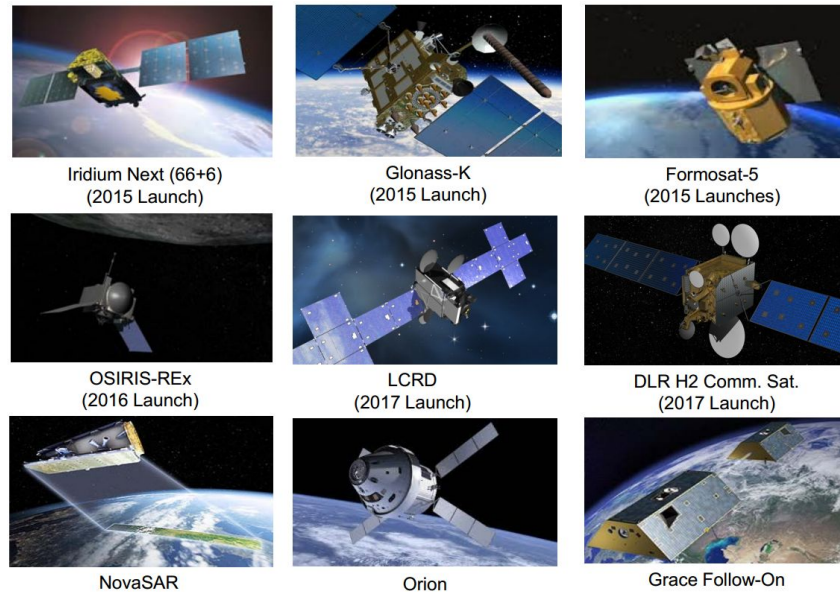 Iridium Next (66+6)
(2015 Launch)
Glonass-K
(2015 Launch)
Formosat-5
(2015 Launches)
OSIRIS-REx
(2016 Launch)
LCRD
(2017 Launch)
DLR H2 Comm. Sat.
(2017 Launch)
NovaSAR
Orion
Grace Follow-On